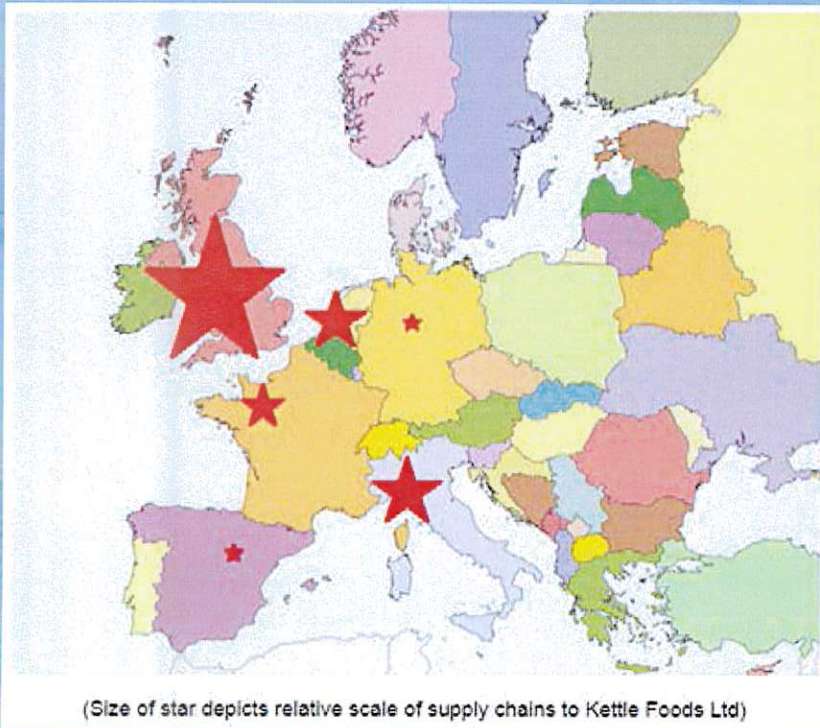 (Size of star depicts relative scale of supply chains to Kettle Foods Ltd)